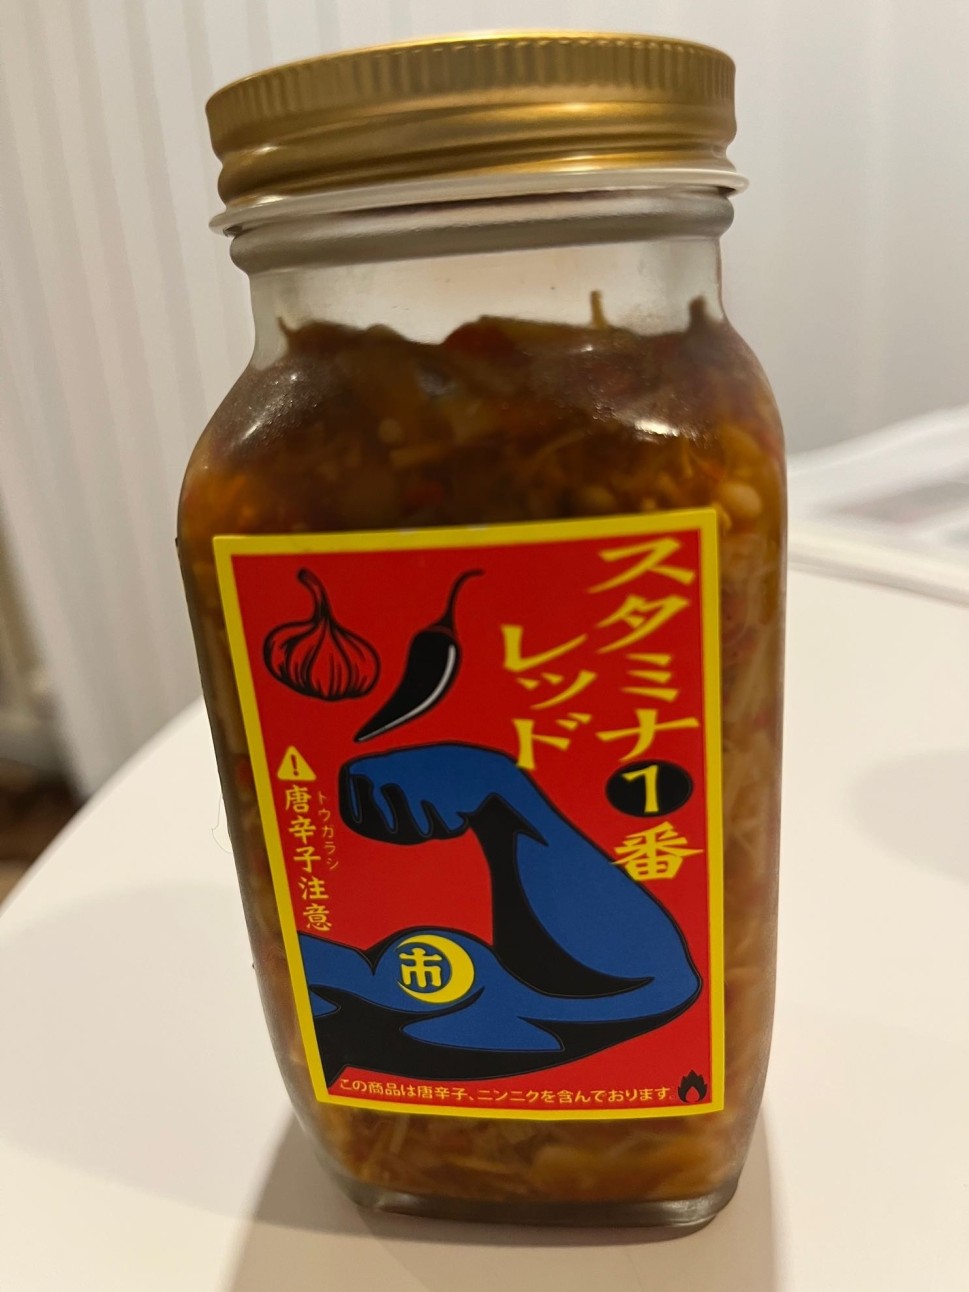 スタミナ1番
レッド
トウガラシ
唐辛子注意
市
この商品は唐辛子、ニンニクを含んでおります。